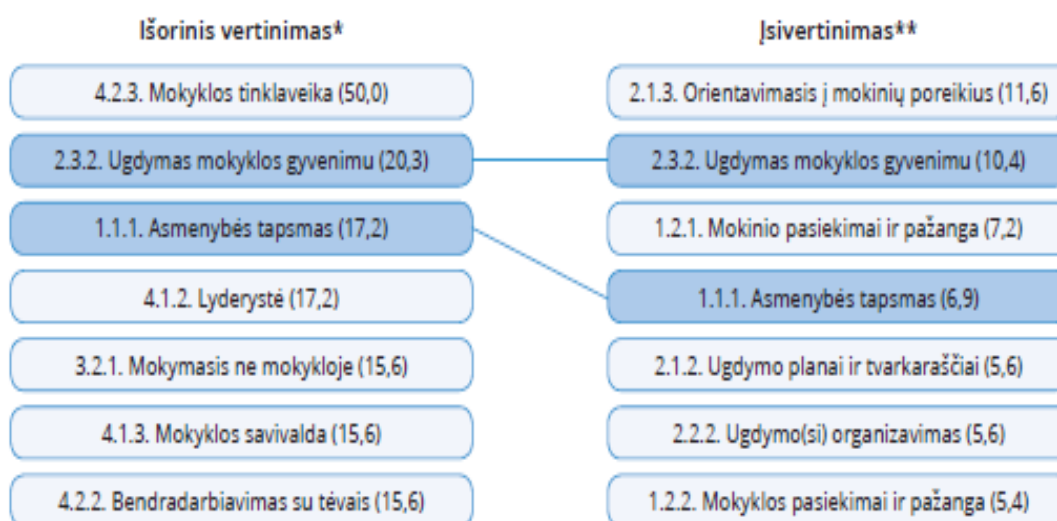 Išorinis vertinimas*
4.2.3. Mokyklos tinklaveika (50,0)
2.3.2. Ugdymas mokyklos gyvenimu (20,3)
1.1.1. Asmenybės tapsmas (17,2)
4.1.2. Lyderystė (17,2)
3.2.1. Mokymasis ne mokykloje (15,6)
4.1.3. Mokyklos savivalda (15,6)
4.2.2. Bendradarbiavimas su tėvais (15,6)
Įsivertinimas**
2.1.3. Orientavimasis į mokinių poreikius (11,6)
2.3.2. Ugdymas mokyklos gyvenimu (10,4)
1.2.1. Mokinio pasiekimai ir pažanga (7,2)
1.1.1. Asmenybės tapsmas (6,9)
2.1.2. Ugdymo planai ir tvarkaraščiai (5,6)
2.2.2. Ugdymo(si) organizavimas (5,6)
1.2.2. Mokyklos pasiekimai ir pažanga (5,4)